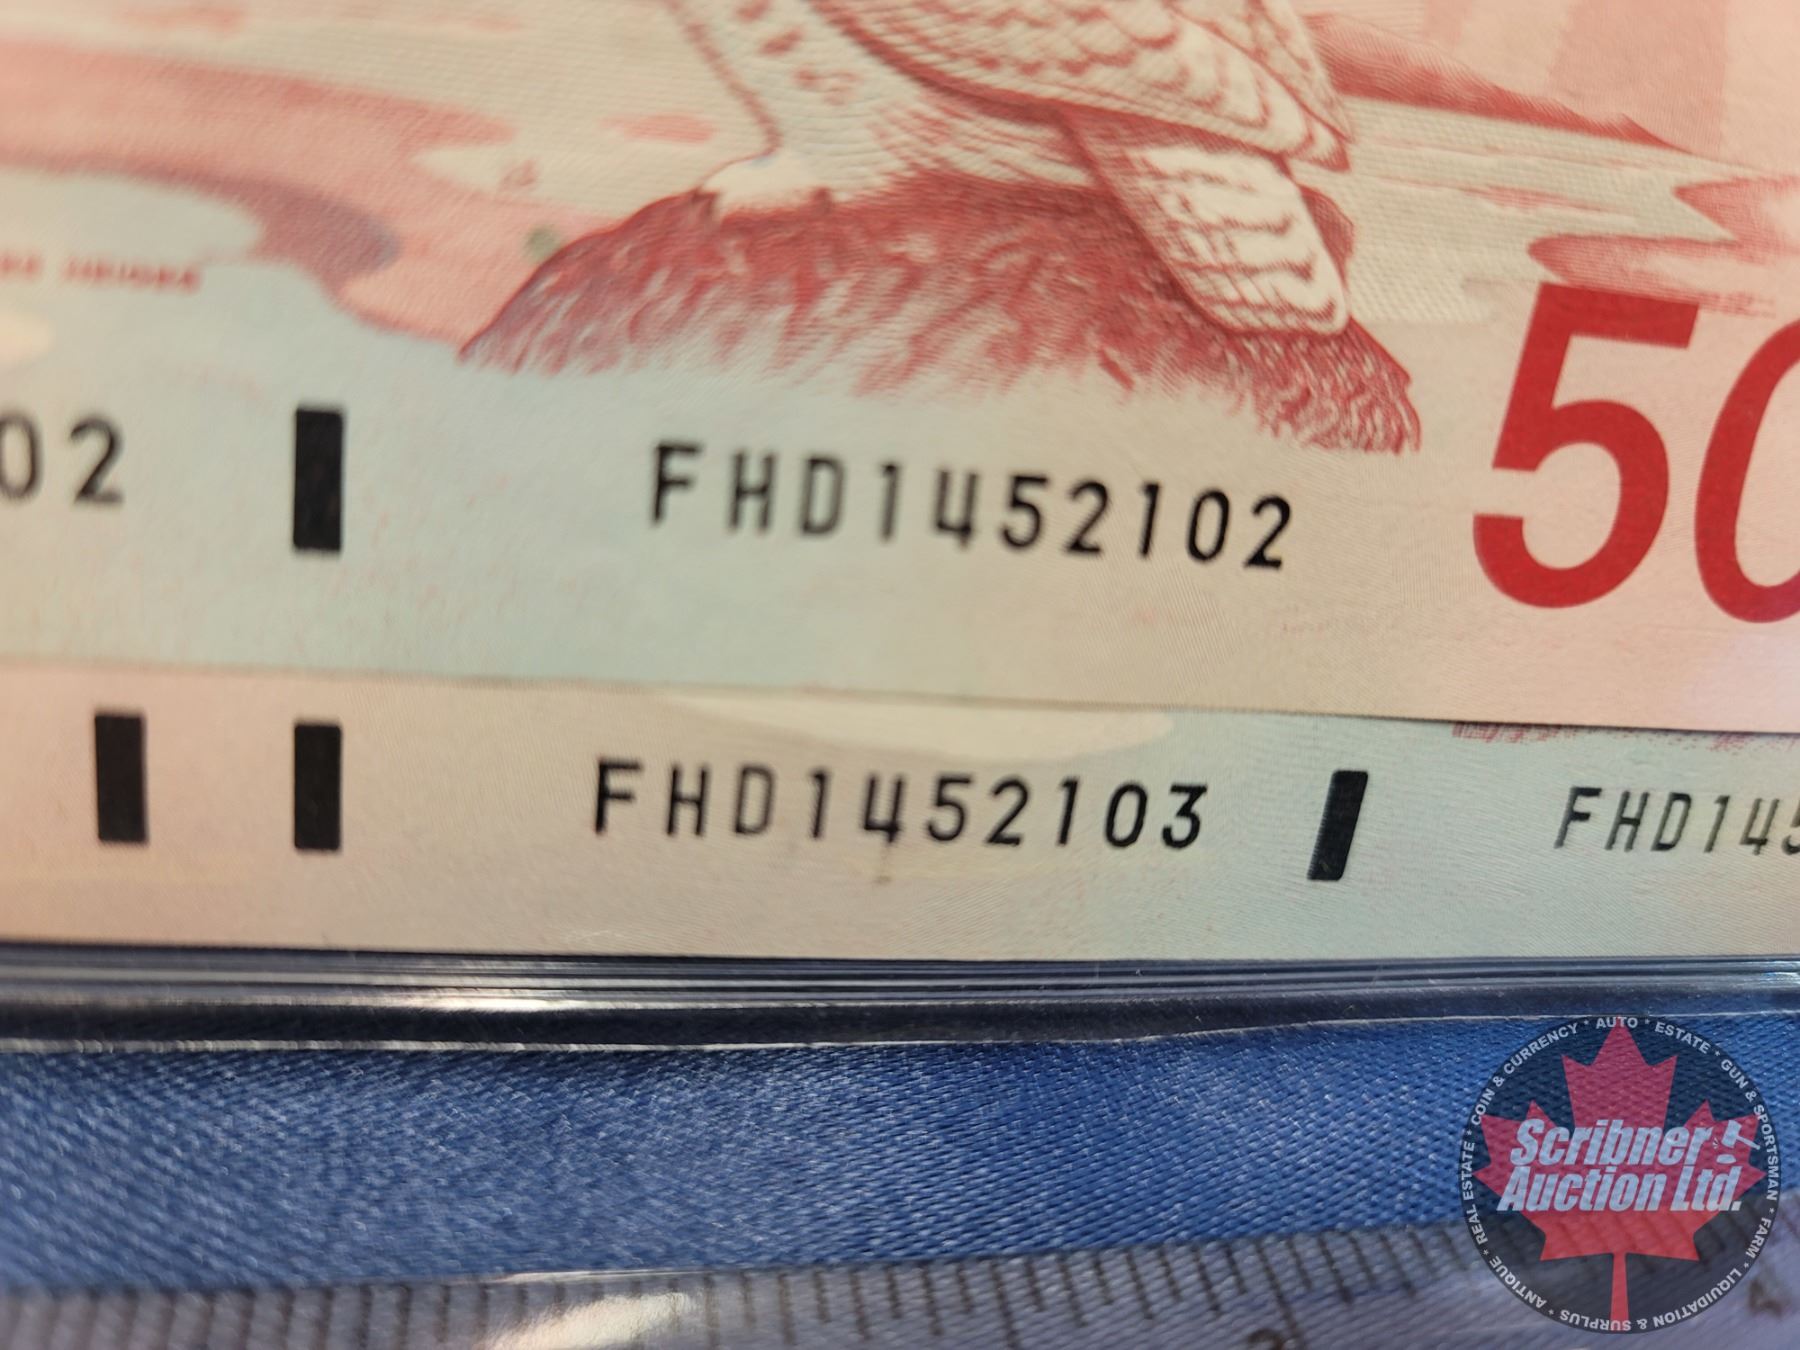 50
02 FHD1452102
FHD1452103 FHD145
COIN & CURRENCY * AUTO * ESTATE * GUN & SPORTSMAN * FARM * LIQUIDATION & SURPLUS * ANTIQUE * REAL ESTATE *
Scribner
Auction Ltd.